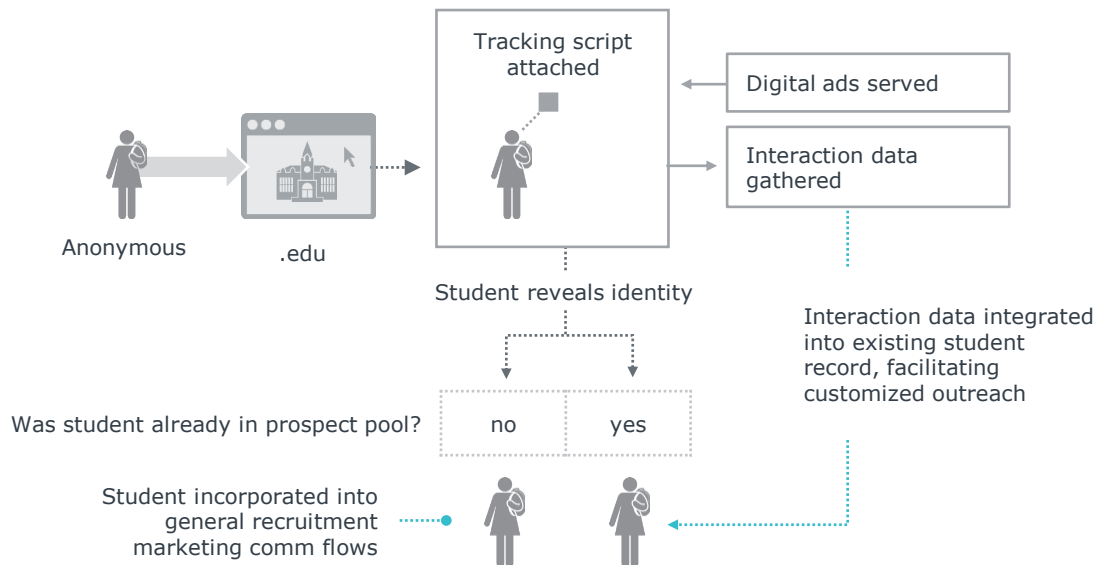 Tracking script
attached
Digital ads served
Interaction data
gathered
Anonymous
.edu
Student reveals identity
Interaction data integrated
into existing student
record, facilitating
customized outreach
Was student already in prospect pool?
no
yes
Student incorporated into
general recruitment
marketing comm flows